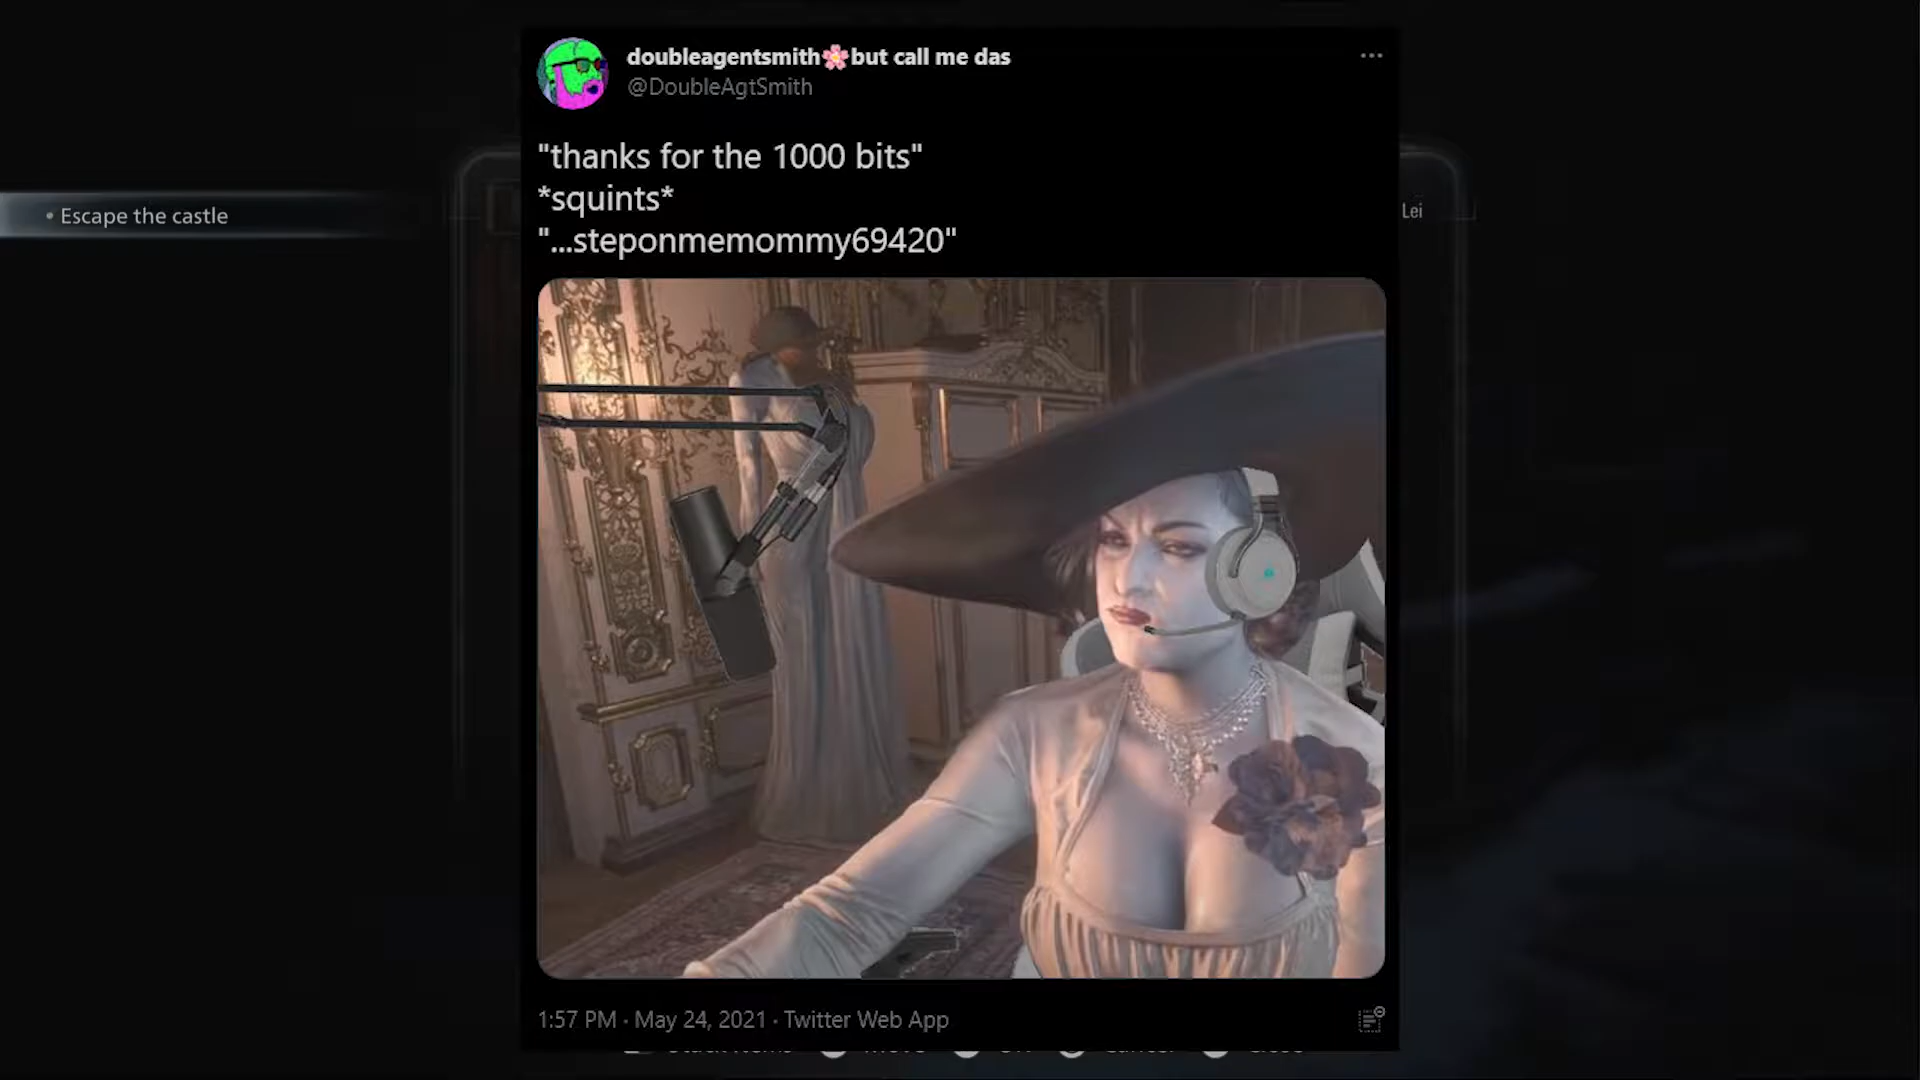 doubleagentsmith🌸but call me das
@DoubleAgtSmith
"thanks for the 1000 bits"
*squints*
"...steponmemommy69420"
• Escape the castle
Lei
1:57 PM · May 24, 2021 · Twitter Web App